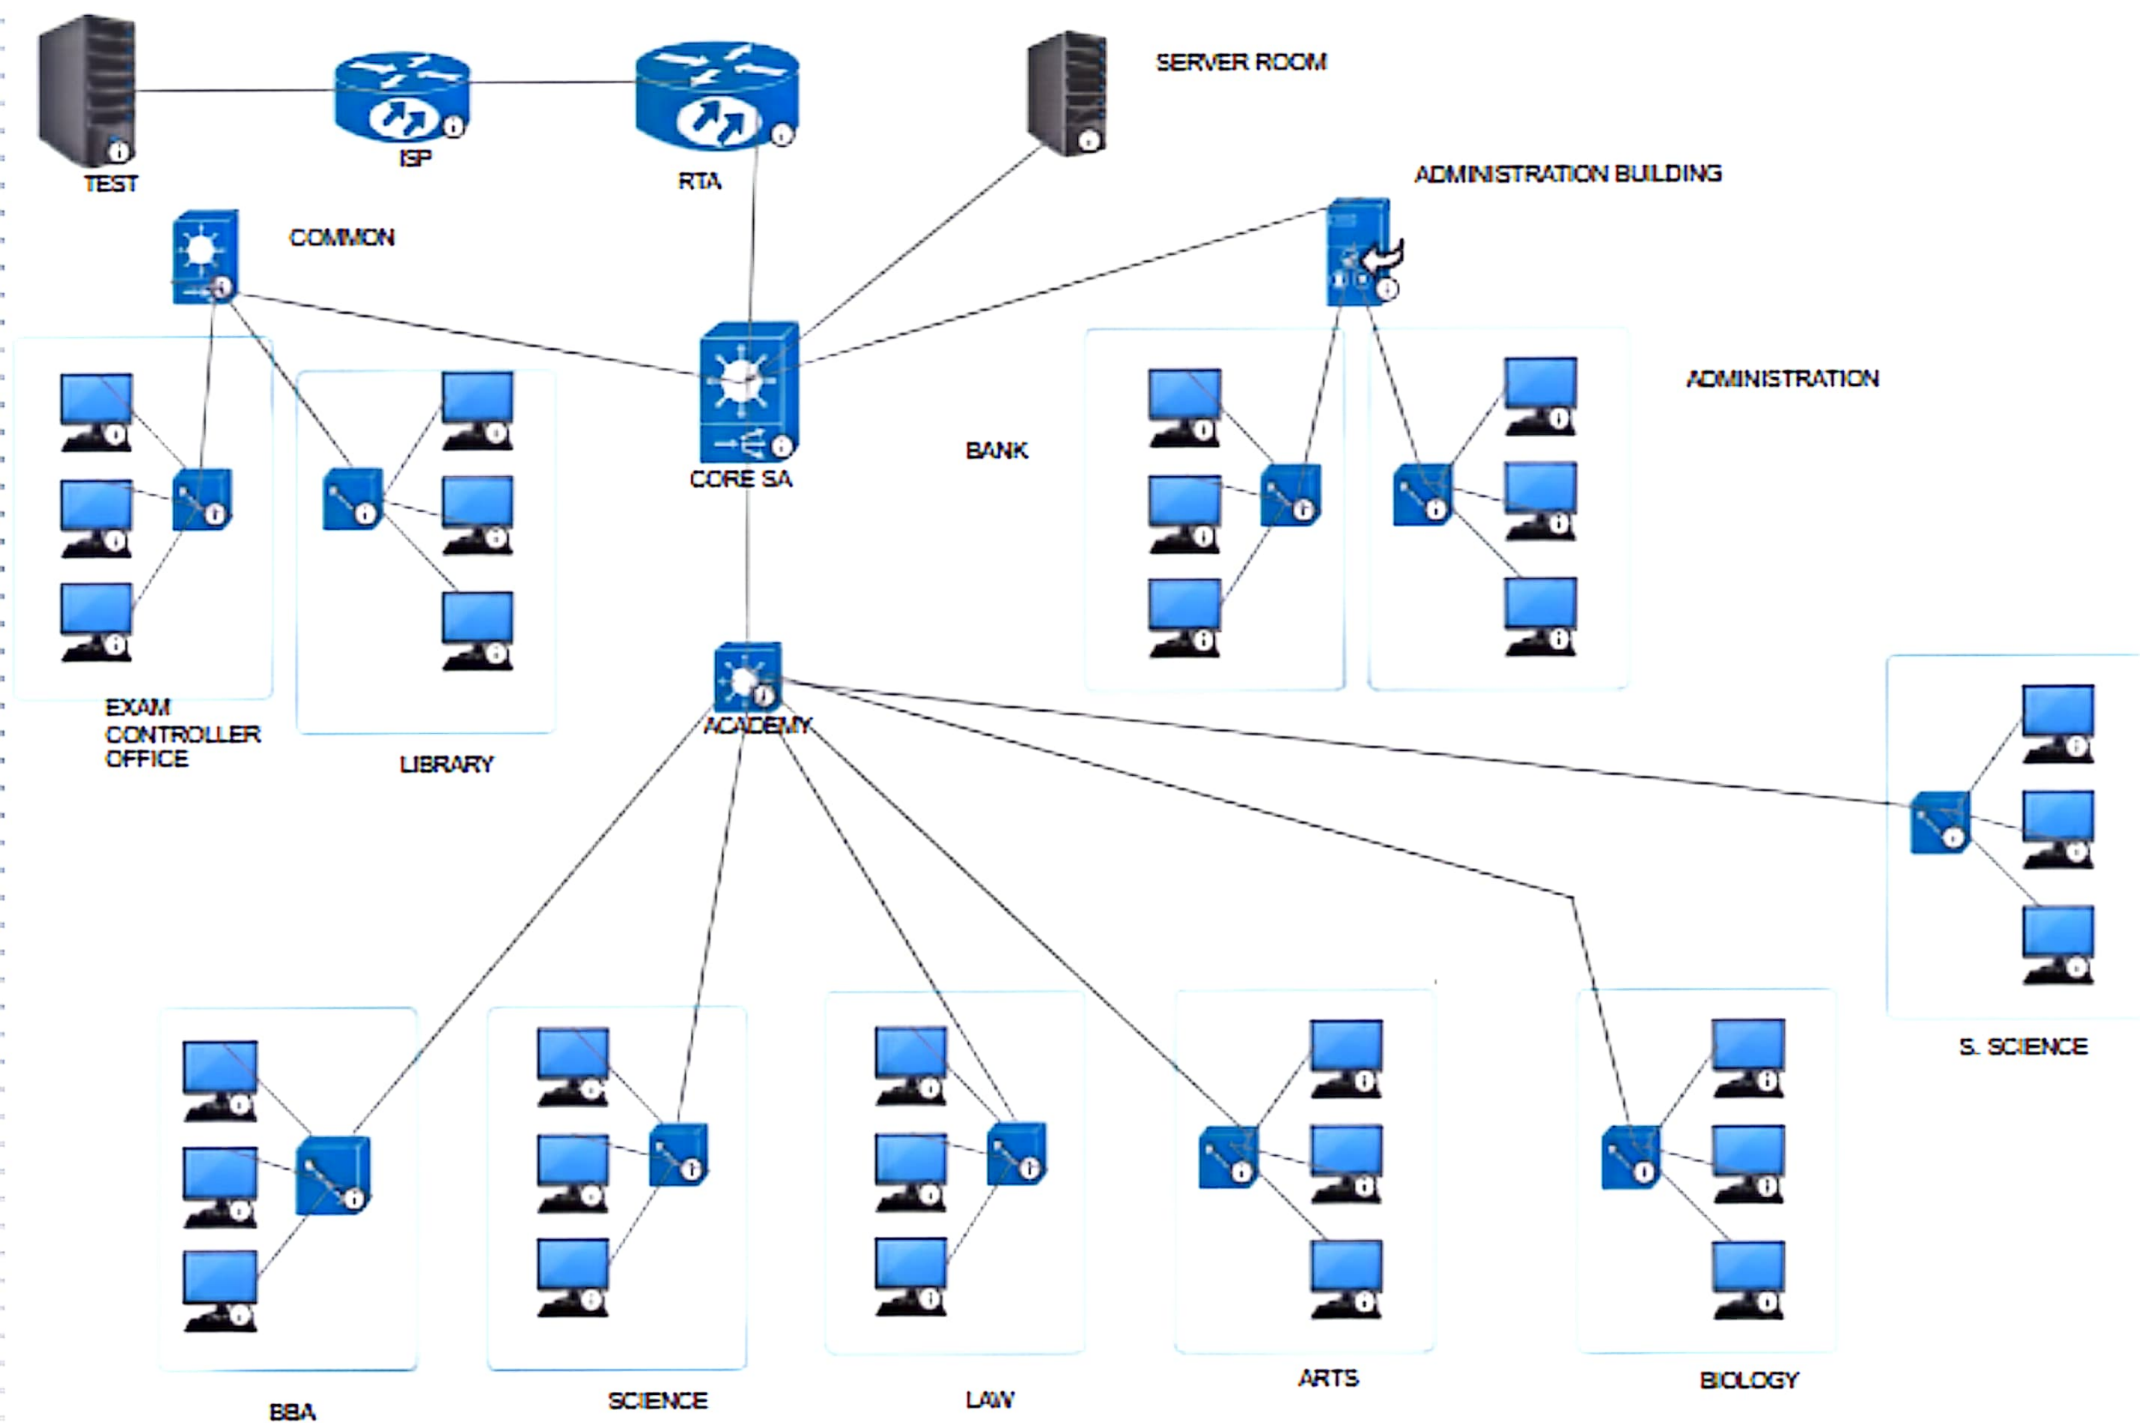 SERVER ROOM
ISP
TEST
RTA
ADMINISTRATION BUILDING
COMMON
ADMINISTRATION
BANK
CORE SA
EXAM
CONTROLLER
OFFICE
ACADEMY
LIBRARY
S. SCIENCE
ARTS
BIOLOGY
SCIENCE
LAW
BBA